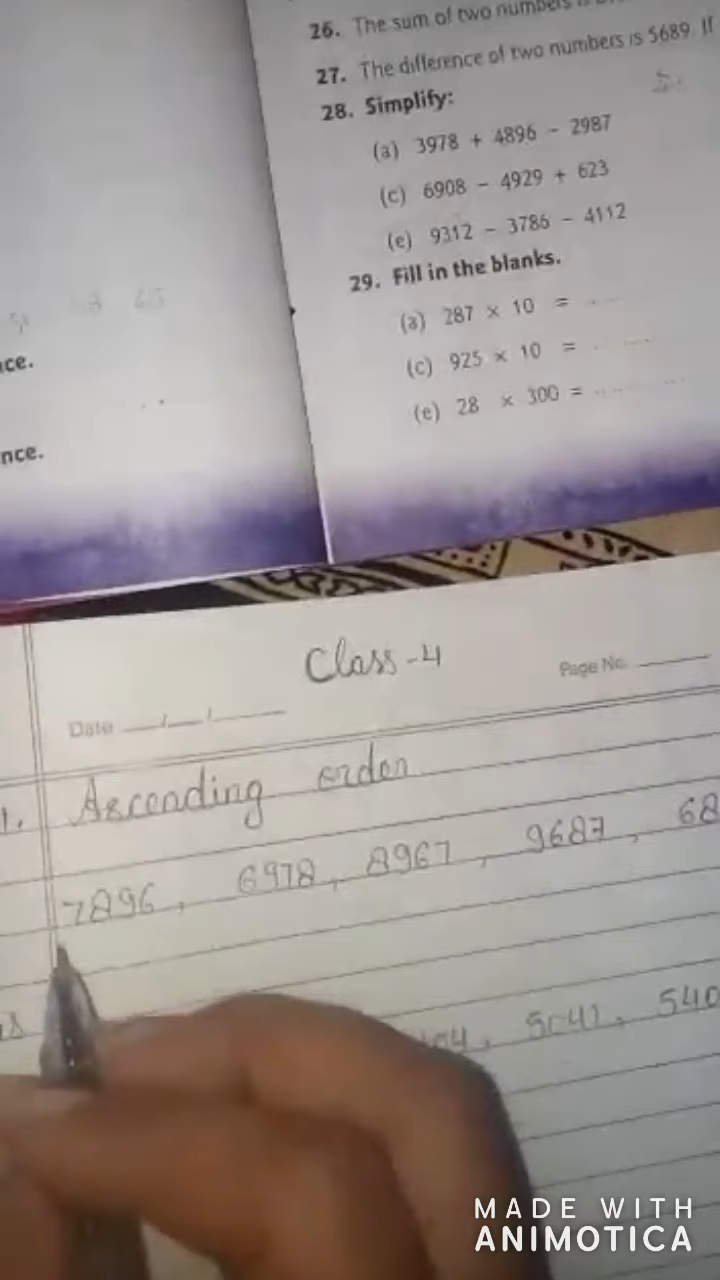 26. The sum of two numbers is
27. The difference of two numbers is 5689. If
28. Simplify:
(a) 3978 + 4896 - 2987
(c) 6908 - 4929 + 623
(e) 9312 - 3786 - 4112
29. Fill in the blanks.
(a) 287 × 10 =
(c) 925 × 10 =
(e) 28 × 300 =
nce.
Class-4
Page No.
Date
1. Ascending order
7896, 6978, 8967, 9687, 68
5041, 540
MADE WITH
ANIMOTICA